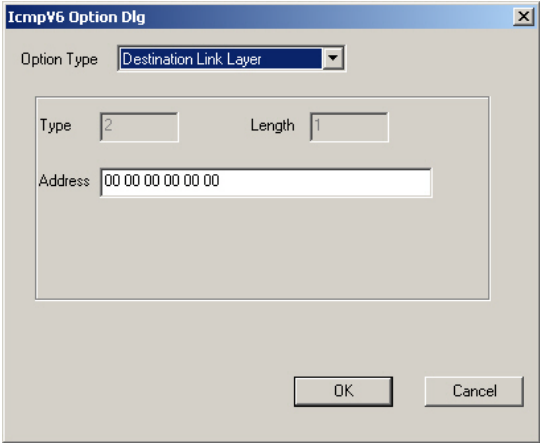 IcmpV6 Option Dlg
Option Type Destination Link Layer
Type 2 Length 1
Address 00 00 00 00 00 00
OK Cancel